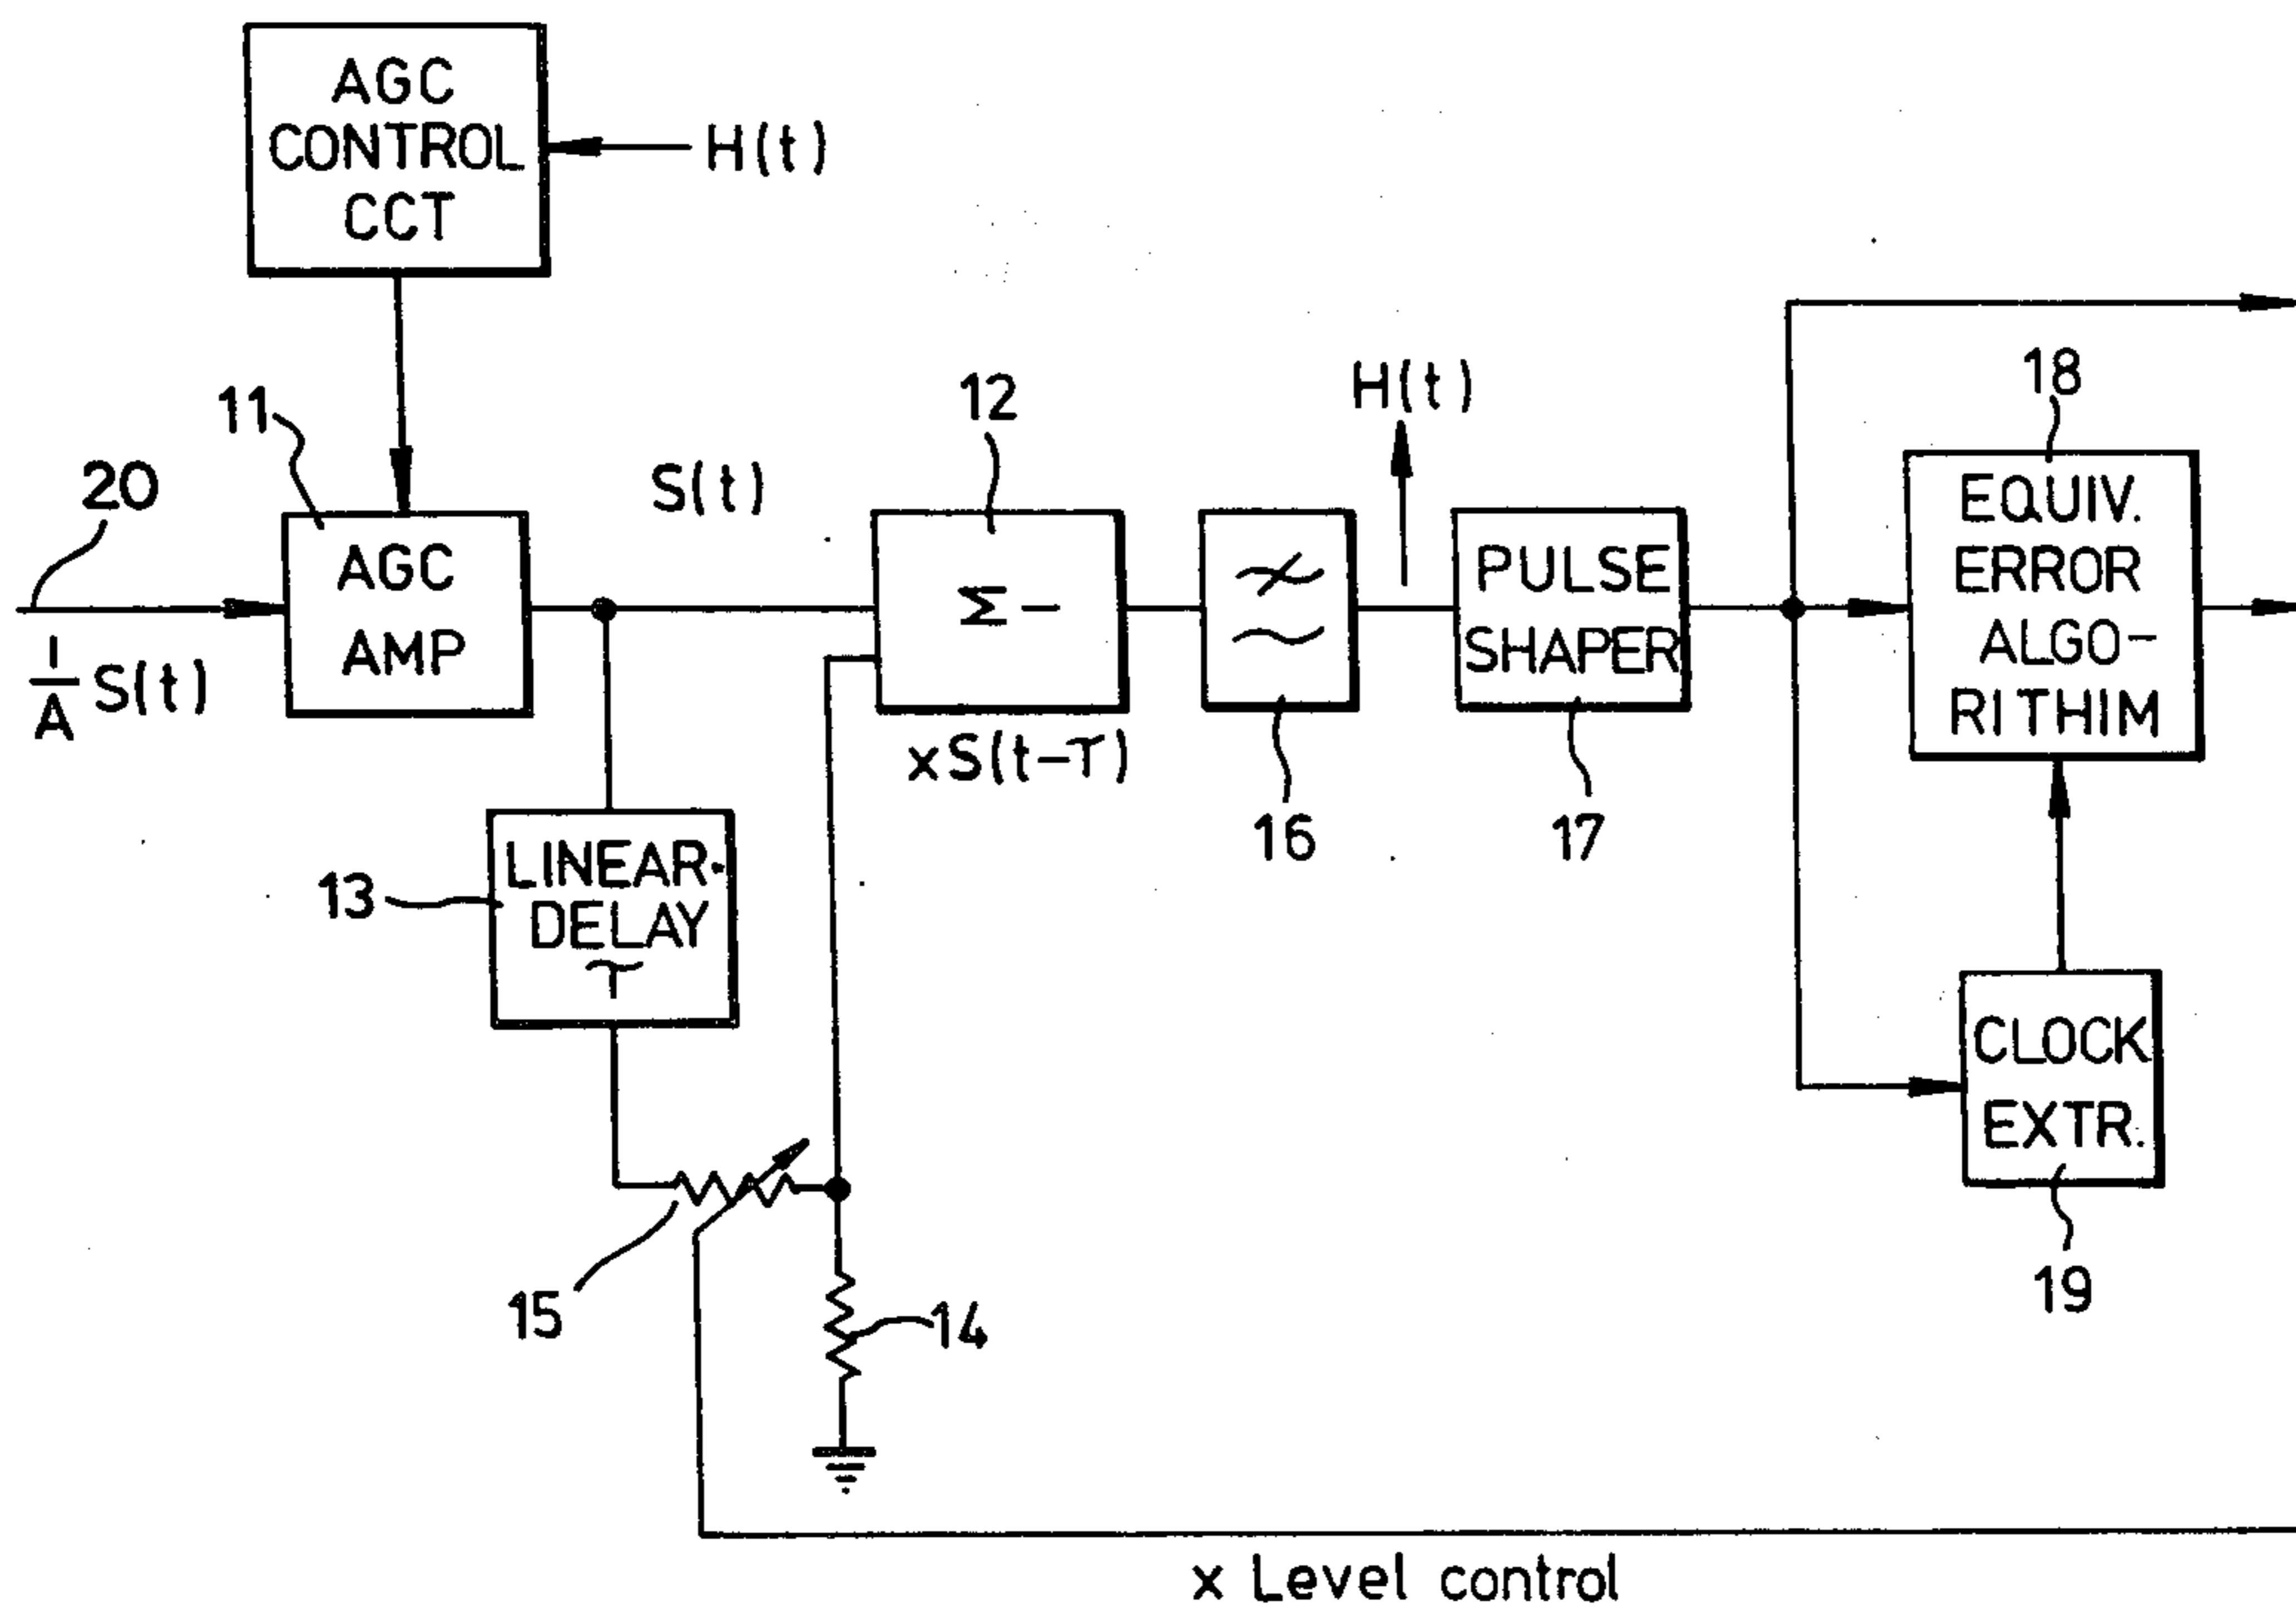 AGC
CONTROL
CCT
H(t)
11
20
AGC
AMP
1/A S(t)
S(t)
12
Σ -
xS(t-τ)
H(t)
16
PULSE
SHAPER
17
18
EQUIV.
ERROR
ALGO-
RITHIM
CLOCK
EXTR.
19
13
LINEAR-
DELAY
τ
15
14
x Level control